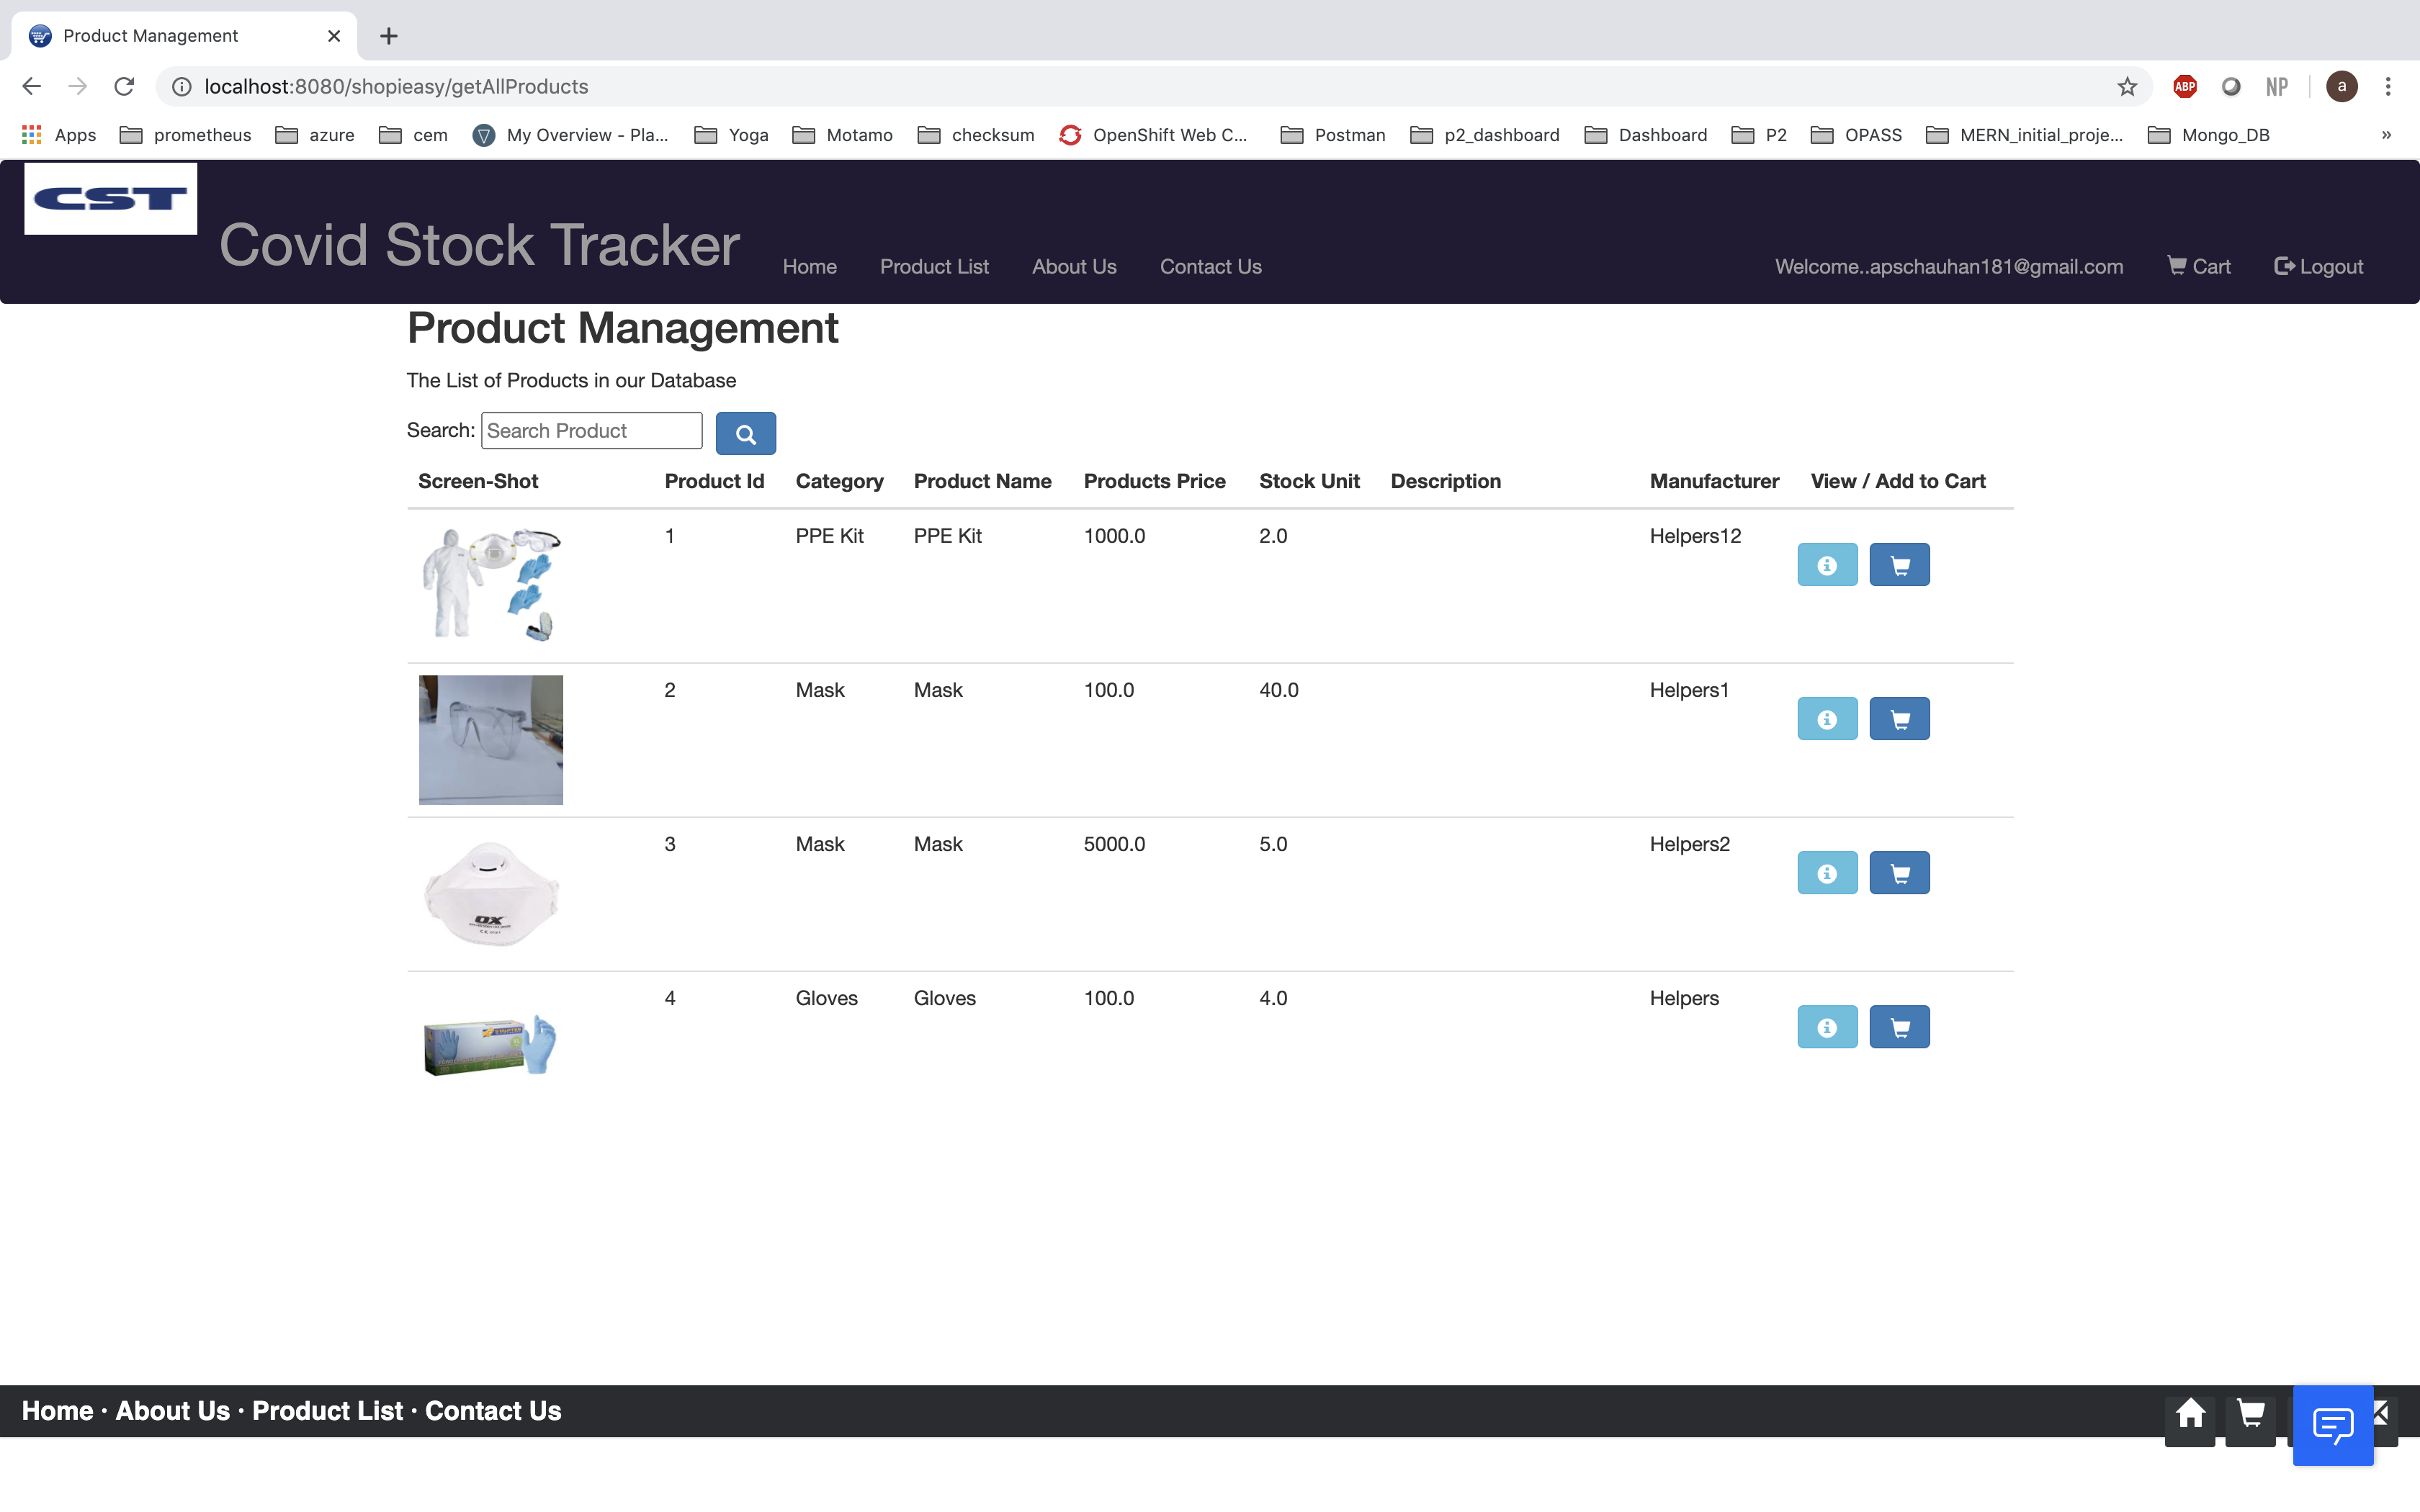 Product Management
localhost:8080/shopieasy/getAllProducts
ABP
NP
a
Apps prometheus azure cem My Overview - Pla... Yoga Motamo checksum OpenShift Web C... Postman p2_dashboard Dashboard P2 OPASS MERN_initial_proje... Mongo_DB »
CST
Covid Stock Tracker Home Product List About Us Contact Us Welcome..apschauhan181@gmail.com Cart Logout
Product Management
The List of Products in our Database
Search: Search Product
Screen-Shot Product Id Category Product Name Products Price Stock Unit Description Manufacturer View / Add to Cart
1 PPE Kit PPE Kit 1000.0 2.0 Helpers12
2 Mask Mask 100.0 40.0 Helpers1
3 Mask Mask 5000.0 5.0 Helpers2
OX
4 Gloves Gloves 100.0 4.0 Helpers
Home · About Us · Product List · Contact Us